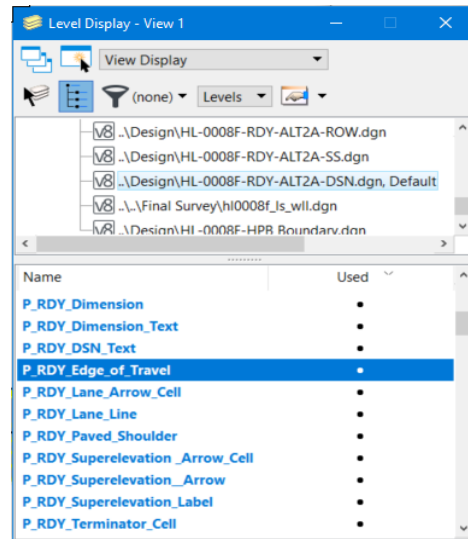 Level Display - View 1
View Display
(none) Levels
V8 ..\Design\HL-0008F-RDY-ALT2A-ROW.dgn
V8 ..\Design\HL-0008F-RDY-ALT2A-SS.dgn
V8 ..\Design\HL-0008F-RDY-ALT2A-DSN.dgn, Default
V8 ..\..\Final Survey\hl0008f_ls_wll.dgn
V8 ..\Design\HL-0008F-HPB Boundary.dgn
Name Used
P_RDY_Dimension
P_RDY_Dimension_Text
P_RDY_DSN_Text
P_RDY_Edge_of_Travel
P_RDY_Lane_Arrow_Cell
P_RDY_Lane_Line
P_RDY_Paved_Shoulder
P_RDY_Superelevation _Arrow_Cell
P_RDY_Superelevation__Arrow
P_RDY_Superelevation_Label
P_RDY_Terminator_Cell